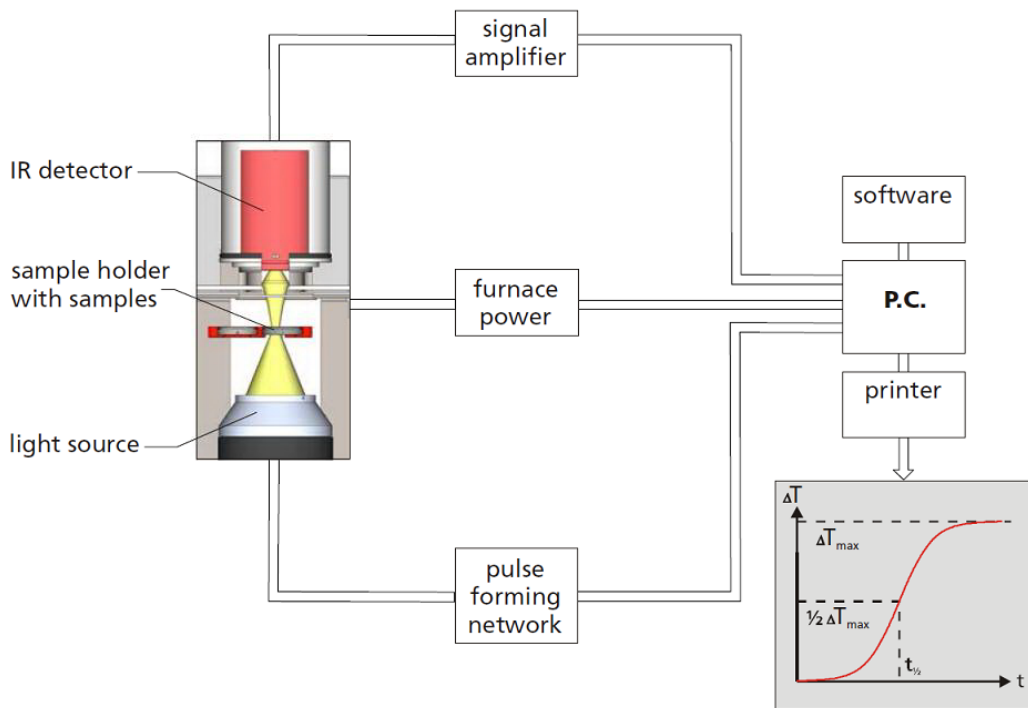 signal
amplifier
IR detector
software
sample holder
with samples
furnace
power
P.C.
printer
light source
ΔT
ΔTmax
pulse
forming
network
½ ΔTmax
t½
t